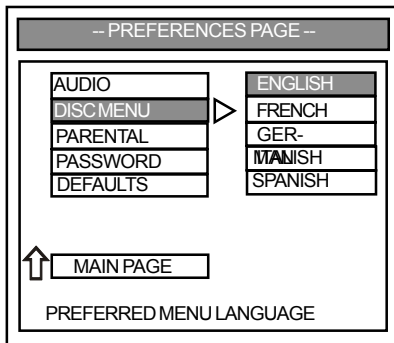 -- PREFERENCES PAGE --
AUDIO
DISC MENU
PARENTAL
PASSWORD
DEFAULTS
ENGLISH
FRENCH
GER-
SPANISH
MAIN PAGE
PREFERRED MENU LANGUAGE